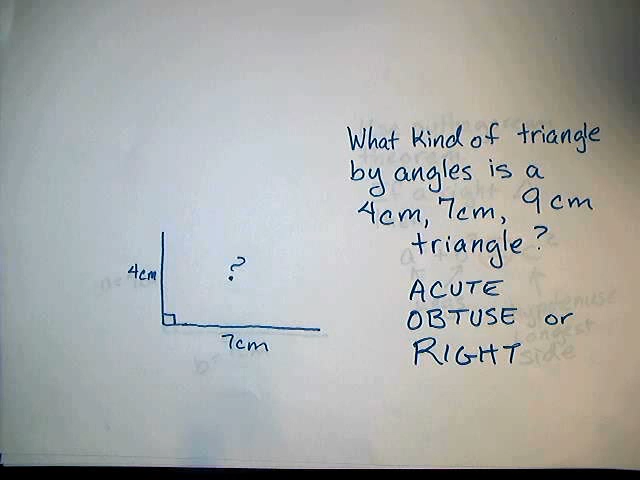 What kind of triangle
by angles is a
4cm, 7cm, 9cm
triangle?
ACUTE
OBTUSE or
RIGHT
4cm
?
7cm